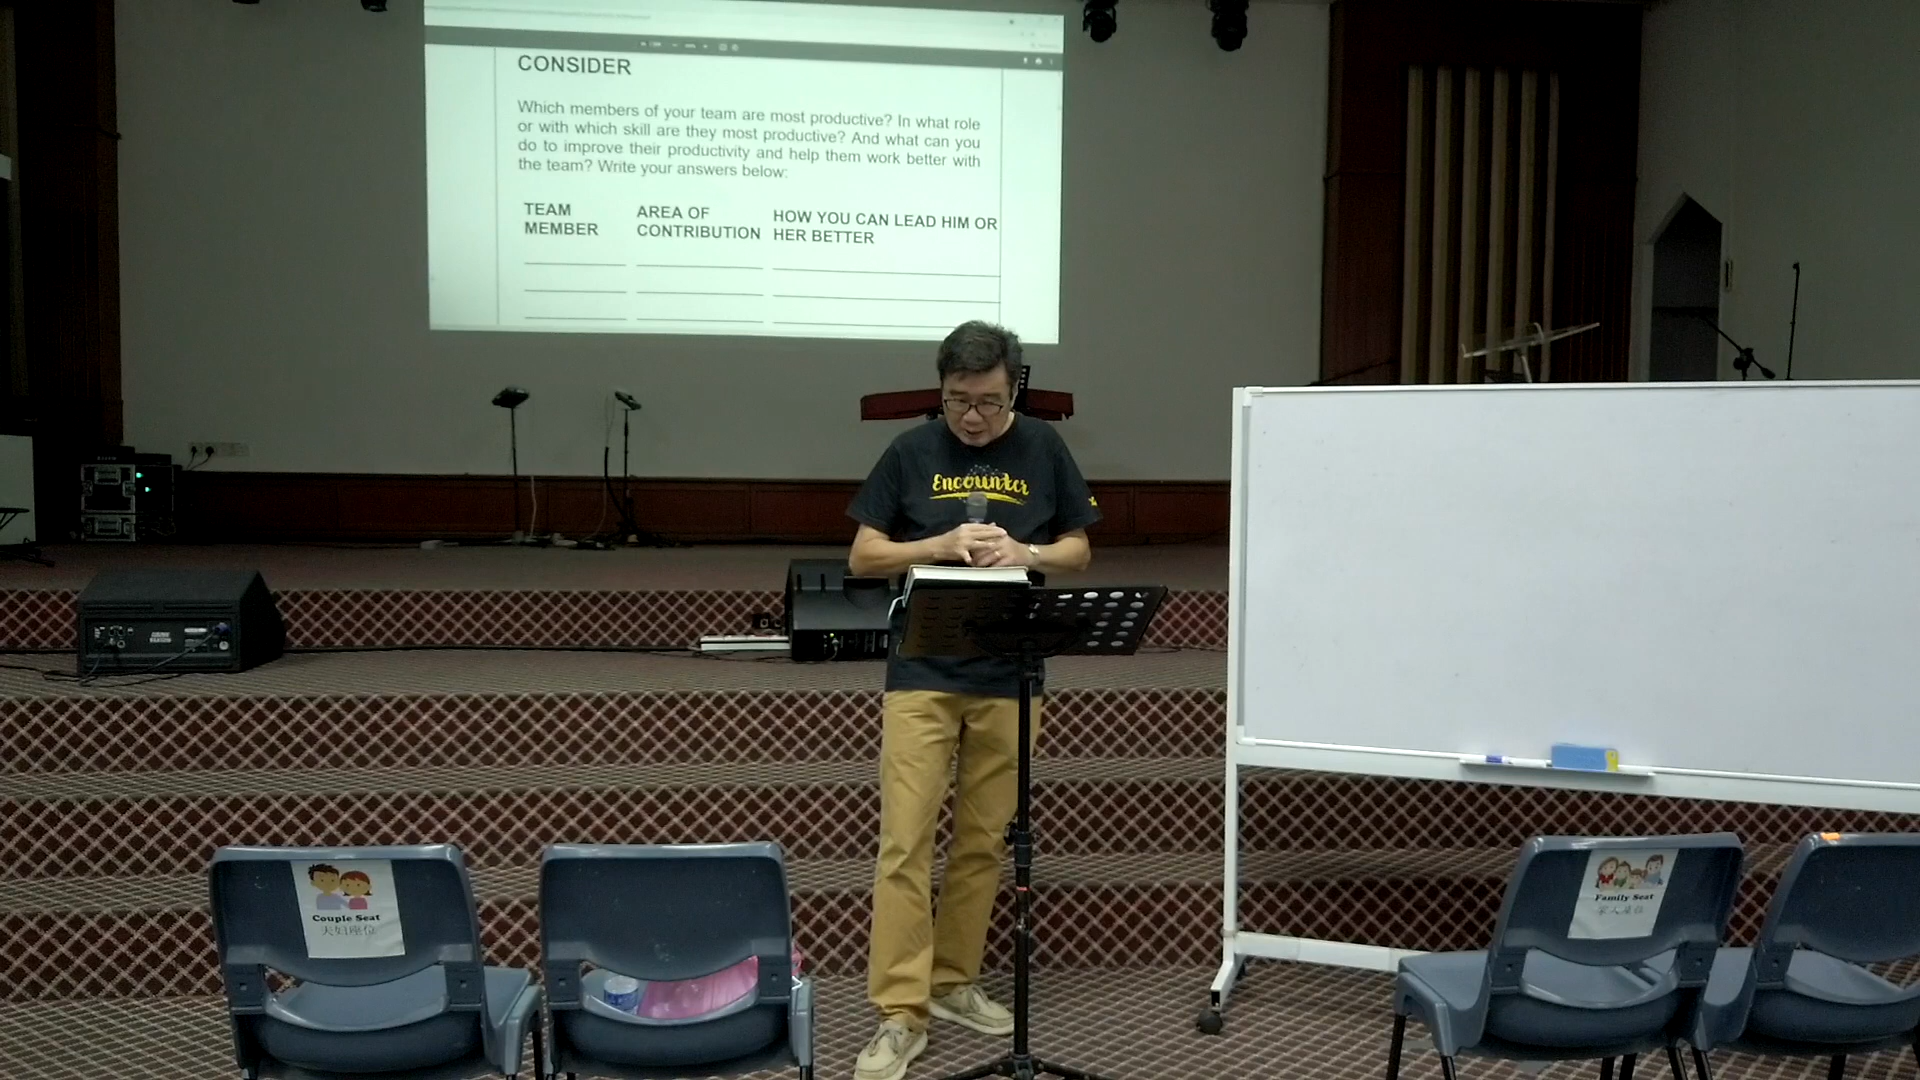 CONSIDER
Which members of your team are most productive? In what role
or with which skill are they most productive? And what can you
do to improve their productivity and help them work better with
the team? Write your answers below:
TEAM
MEMBER
AREA OF
CONTRIBUTION
HOW YOU CAN LEAD HIM OR
HER BETTER
Encounter
Couple Seat
夫妇座位
Family Seat
家人座位